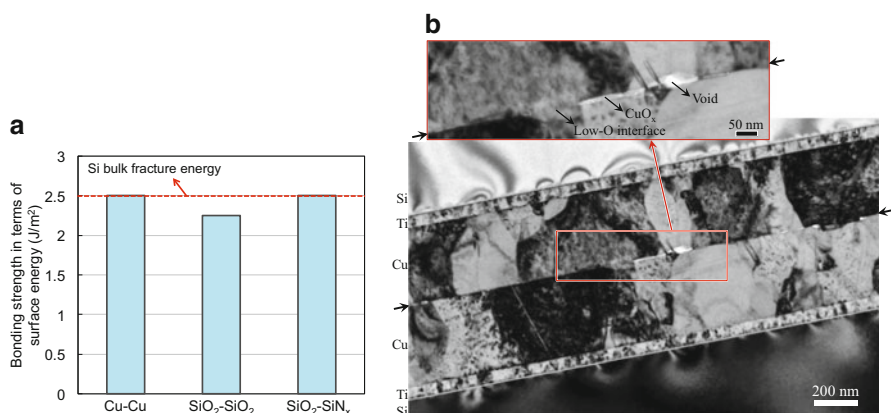 a
Bonding strength in terms of
surface energy (J/m²)
3
2.5
2
1.5
1
0.5
0
Si bulk fracture energy
Cu-Cu
SiO₂-SiO₂
SiO₂-SiNₓ
b
Void
CuOₓ
Low-O interface
50 nm
Si
Ti
Cu
Cu
Ti
Si
200 nm